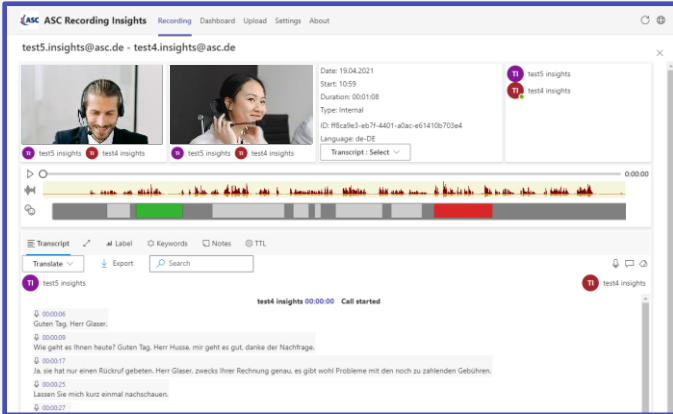 ASC ASC Recording Insights Recording Dashboard Upload Settings About
test5.insights@asc.de - test4.insights@asc.de
TI test5 insights TI test4 insights
TI test5 insights TI test4 insights
Date: 19.04.2021
Start: 10:59
Duration: 00:01:08
Type: Internal
ID: ff8ca9e3-eb7f-4401-a0ac-e61410b703e4
Language: de-DE
Transcript : Select
TI test5 insights
TI test4 insights
0:00:00
Transcript Label Keywords Notes TTL
Translate Export Search
TI test5 insights TI test4 insights
test4 insights 00:00:00 Call started
00:00:06
Guten Tag, Herr Glaser.
00:00:09
Wie geht es Ihnen heute? Guten Tag, Herr Husse, mir geht es gut, danke der Nachfrage.
00:00:17
Ja, sie hat nur einen Rückruf gebeten. Herr Glaser, zwecks Ihrer Rechnung genau, es gibt wohl Probleme mit den noch zu zahlenden Gebühren.
00:00:25
Lassen Sie mich kurz einmal nachschauen.
00:00:27